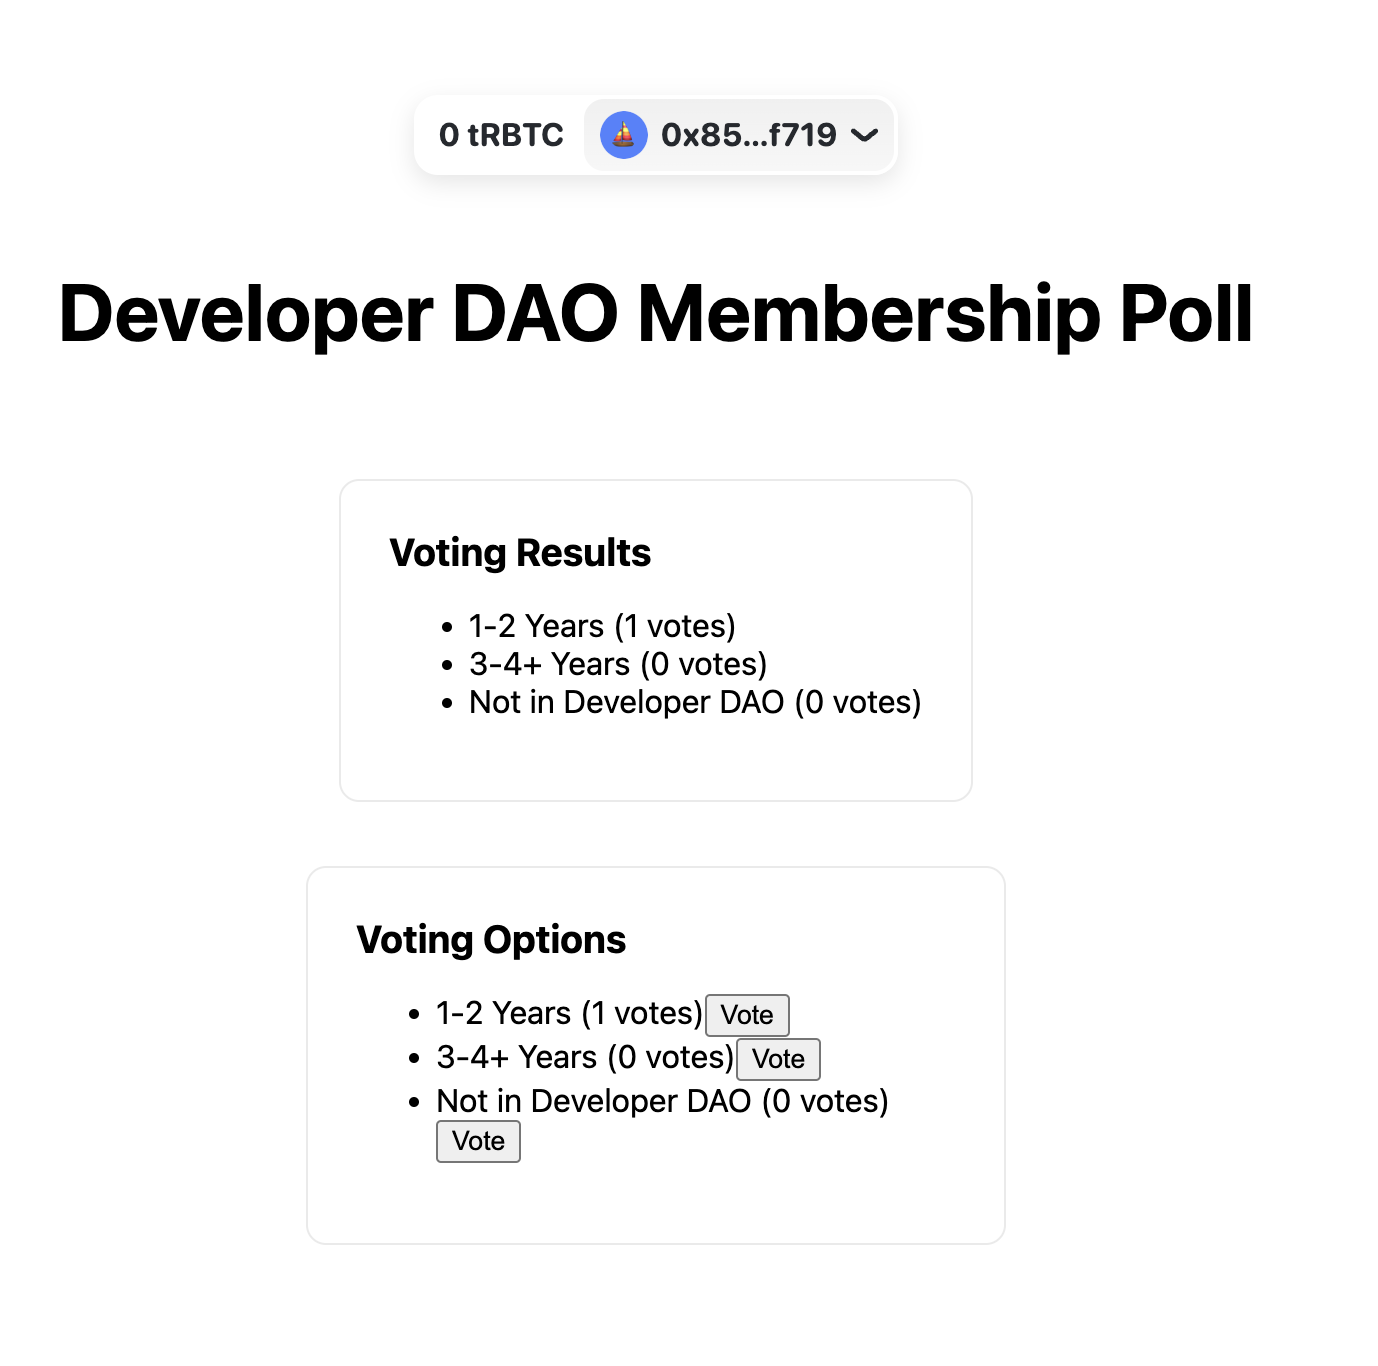 0 tRBTC 0x85...f719
Developer DAO Membership Poll
Voting Results
• 1-2 Years (1 votes)
• 3-4+ Years (0 votes)
• Not in Developer DAO (0 votes)
Voting Options
• 1-2 Years (1 votes) Vote
• 3-4+ Years (0 votes) Vote
• Not in Developer DAO (0 votes)
Vote